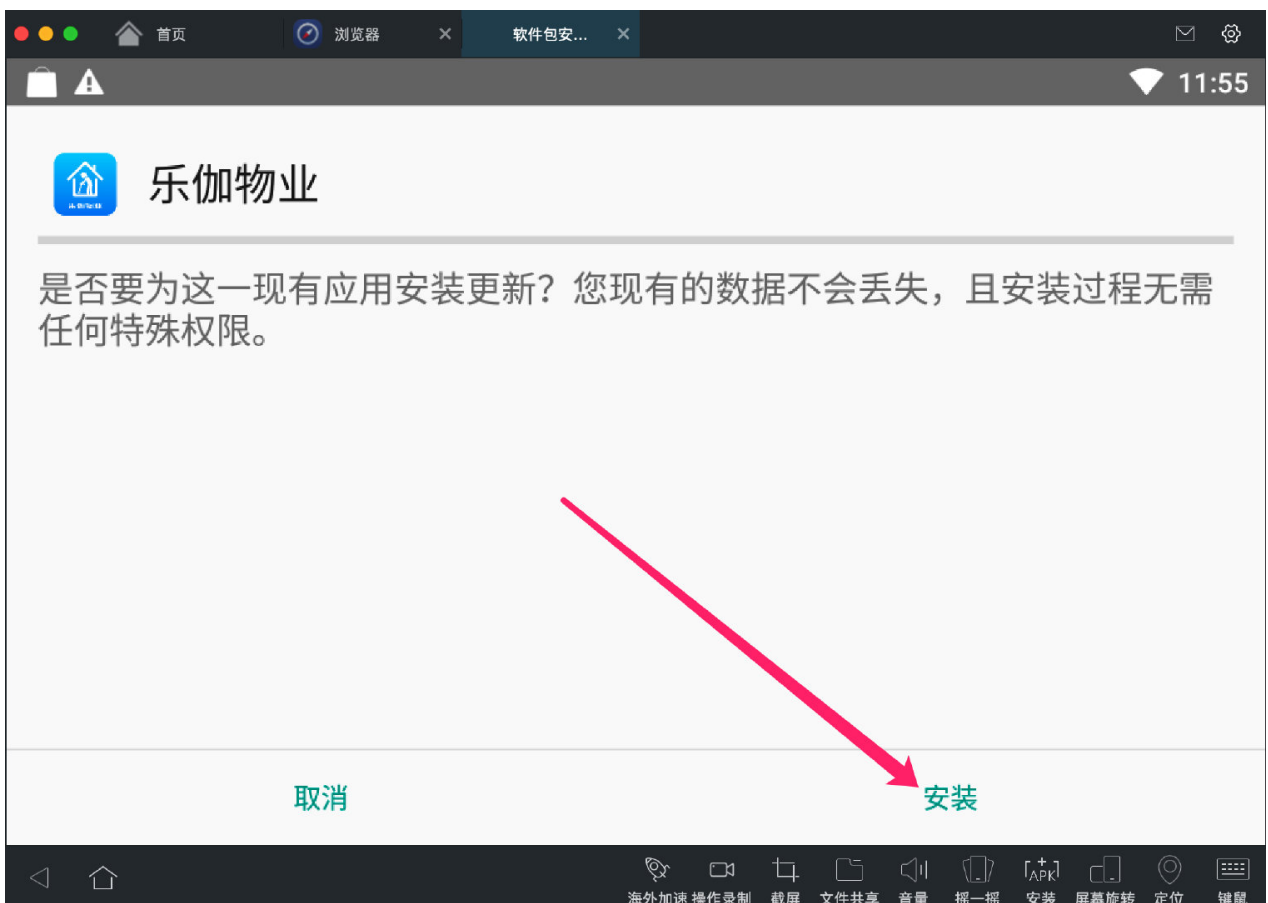 首页
浏览器
软件包安...
11:55
乐伽物业
是否要为这一现有应用安装更新？您现有的数据不会丢失，且安装过程无需
任何特殊权限。
取消
安装
APK
海外加速 操作录制 截屏 文件共享 音量 摇一摇 安装 屏幕旋转 定位 键鼠